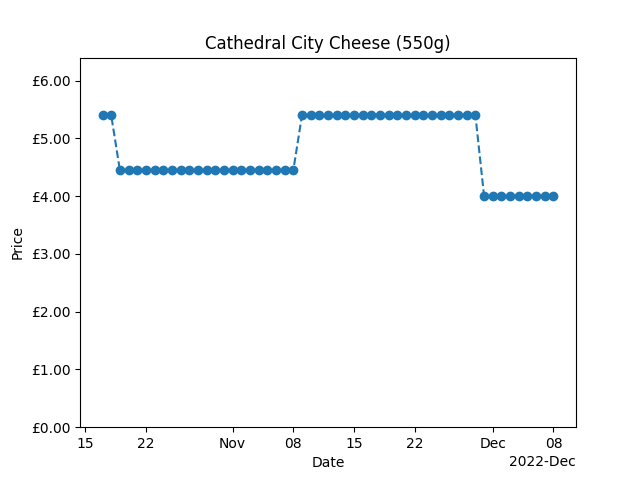 Cathedral City Cheese (550g)
£6.00
£5.00
£4.00
£3.00
£2.00
£1.00
£0.00
Price
15 22 Nov 08 15 22 Dec 08
Date
2022-Dec